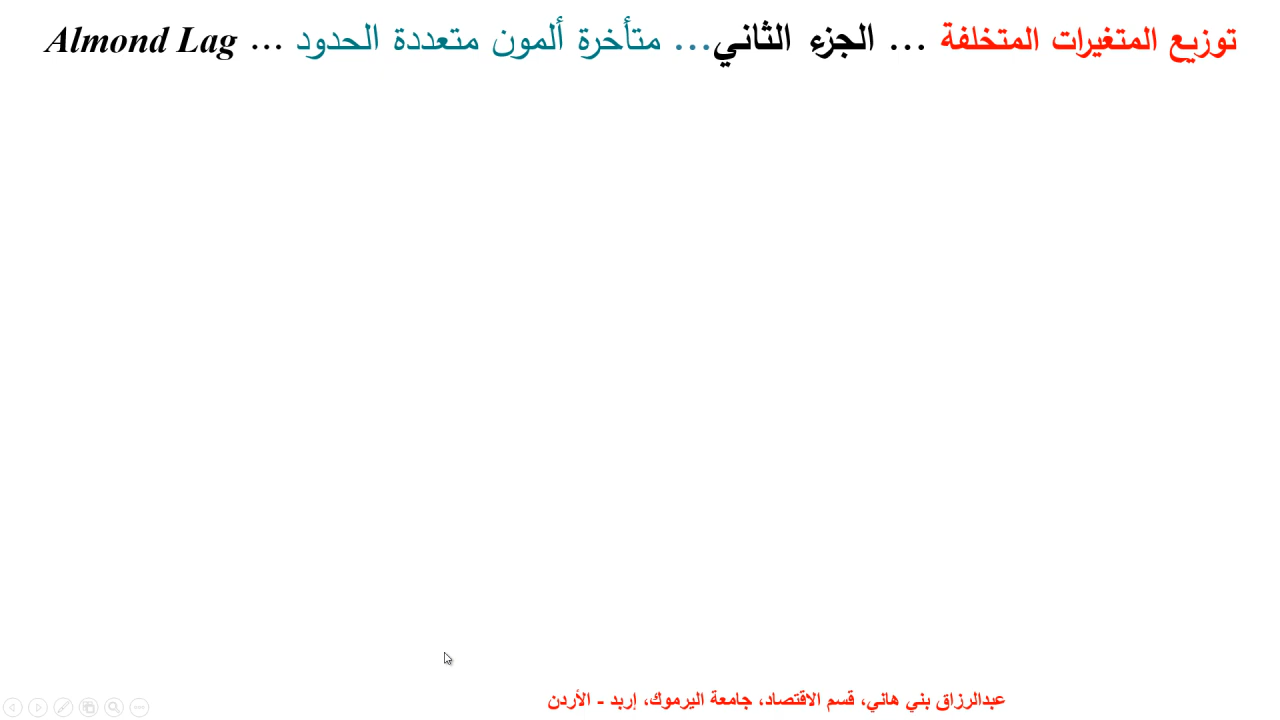 توزيع المتغيرات المتخلفة ... الجزء الثاني... متأخرة ألمون متعددة الحدود ... Almond Lag
عبدالرزاق بني هاني، قسم الاقتصاد، جامعة اليرموك، إربد - الأردن